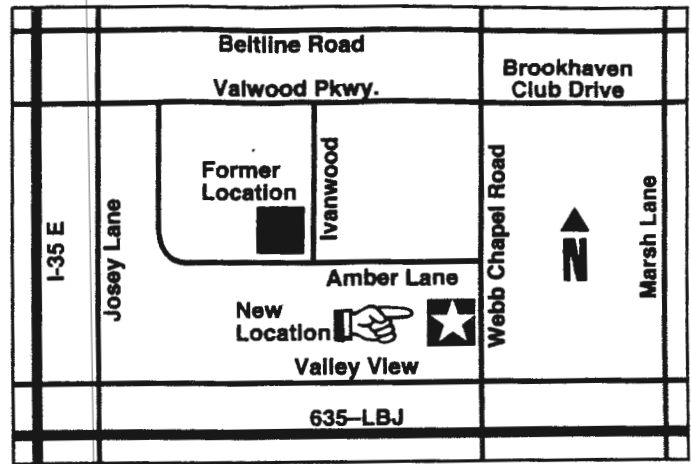 Beltline Road
Valwood Pkwy.
Brookhaven
Club Drive
Former
Location
Ivanwood
I-35 E
Josey Lane
Webb Chapel Road
N
Marsh Lane
Amber Lane
New
Location
Valley View
635–LBJ